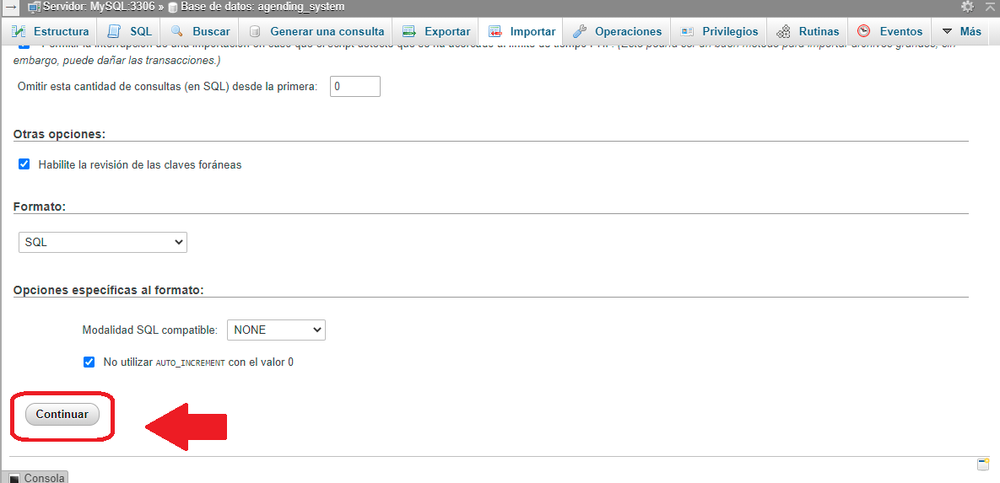 Servidor: MySQL:3306 » Base de datos: agending_system
Estructura SQL Buscar Generar una consulta Exportar Importar Operaciones Privilegios Rutinas Eventos Más
embargo, puede dañar las transacciones.)
Omitir esta cantidad de consultas (en SQL) desde la primera: 0
Otras opciones:
Habilite la revisión de las claves foráneas
Formato:
SQL
Opciones específicas al formato:
Modalidad SQL compatible: NONE
No utilizar AUTO_INCREMENT con el valor 0
Continuar
Consola